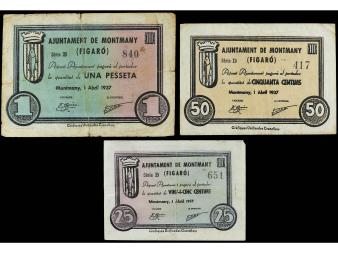 AJUNTAMENT DE MONTMANY
(FIGARÓ)
Sèrie B 840
Aquest Ajuntament pagarà al portador
la quantitat de UNA PESSETA
Montmany, 1 Abril 1937
1 1
AJUNTAMENT DE MONTMANY
(FIGARÓ)
Sèrie D 417
Aquest Ajuntament pagarà al portador
la quantitat de CINQUANTA CENTIMS
Montmany, 1 Abril 1937
50 50
AJUNTAMENT DE MONTMANY
Sèrie B (FIGARÓ) 651
Aquest Ajuntament pagarà al portador
la quantitat de VINT-I-CINC CENTIMS
Montmany, 1 Abril 1937
25 25